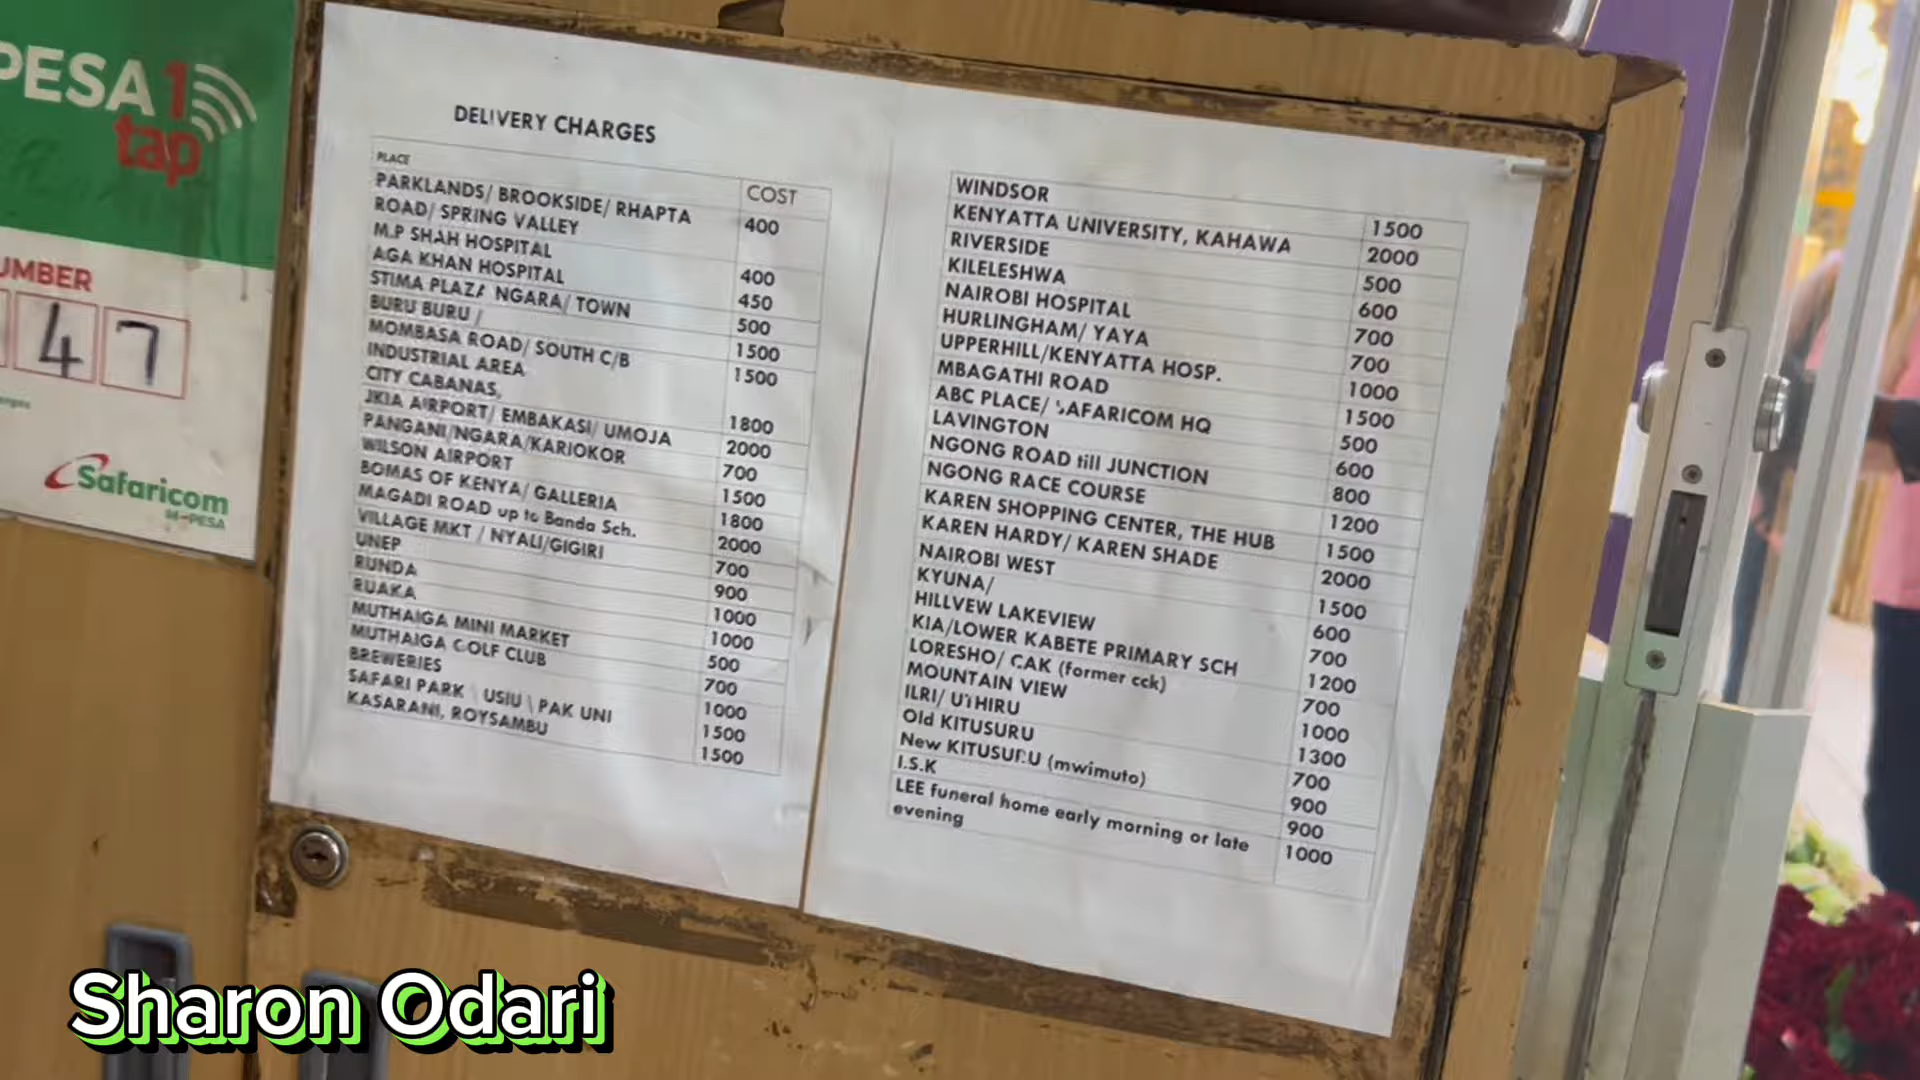 PESA 1
tap
UMBER
4 7
Safaricom
M-PESA
DELIVERY CHARGES
PLACE COST
PARKLANDS/ BROOKSIDE/ RHAPTA 400
ROAD/ SPRING VALLEY
M.P SHAH HOSPITAL 400
AGA KHAN HOSPITAL 450
STIMA PLAZA NGARA/ TOWN 500
BURU BURU / 1500
MOMBASA ROAD/ SOUTH C/B 1500
INDUSTRIAL AREA
CITY CABANAS, 1800
JKIA AIRPORT/ EMBAKASI/ UMOJA 2000
PANGANI/NGARA/KARIOKOR 700
WILSON AIRPORT 1500
BOMAS OF KENYA/ GALLERIA 1800
MAGADI ROAD up to Banda Sch. 2000
VILLAGE MKT / NYALI/GIGIRI 700
UNEP 900
RUNDA 1000
RUAKA 1000
MUTHAIGA MINI MARKET 500
MUTHAIGA GOLF CLUB 700
BREWERIES 1000
SAFARI PARK \ USIU \ PAK UNI 1500
KASARANI, ROYSAMBU 1500
WINDSOR 1500
KENYATTA UNIVERSITY, KAHAWA 2000
RIVERSIDE 500
KILELESHWA 600
NAIROBI HOSPITAL 700
HURLINGHAM/ YAYA 700
UPPERHILL/KENYATTA HOSP. 1000
MBAGATHI ROAD 1500
ABC PLACE/ SAFARICOM HQ 500
LAVINGTON 600
NGONG ROAD till JUNCTION 800
NGONG RACE COURSE 1200
KAREN SHOPPING CENTER, THE HUB 1500
KAREN HARDY/ KAREN SHADE 2000
NAIROBI WEST 1500
KYUNA/ 600
HILLVEW LAKEVIEW 700
KIA/LOWER KABETE PRIMARY SCH 1200
LORESHO/ CAK (former cck) 700
MOUNTAIN VIEW 1000
ILRI/ UTHIRU 1300
Old KITUSURU 700
New KITUSURU (mwimuto) 900
I.S.K 900
LEE funeral home early morning or late 1000
evening
Sharon Odari